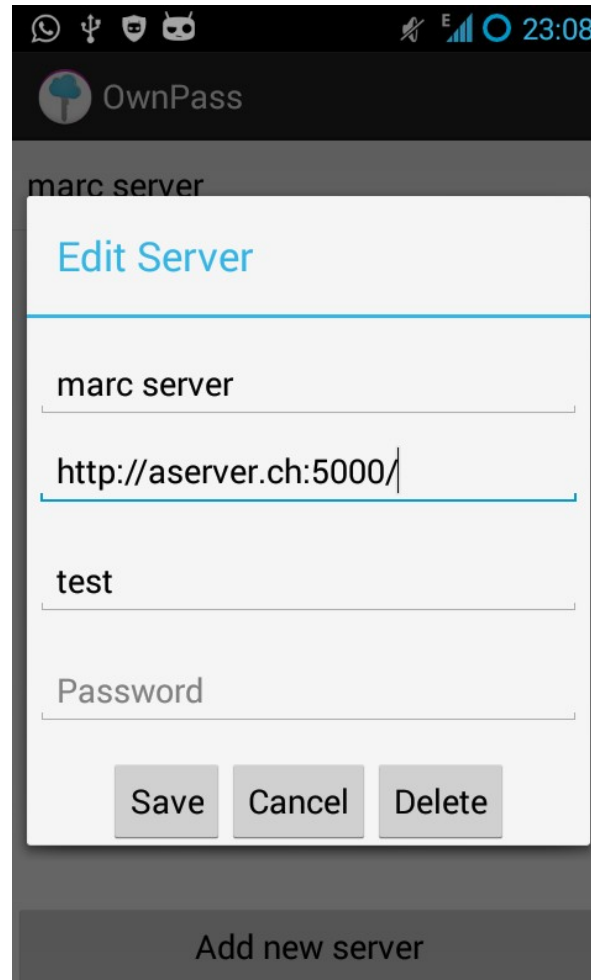 E 23:08
OwnPass
marc server
Edit Server
marc server
http://aserver.ch:5000/
test
Password
Save Cancel Delete
Add new server